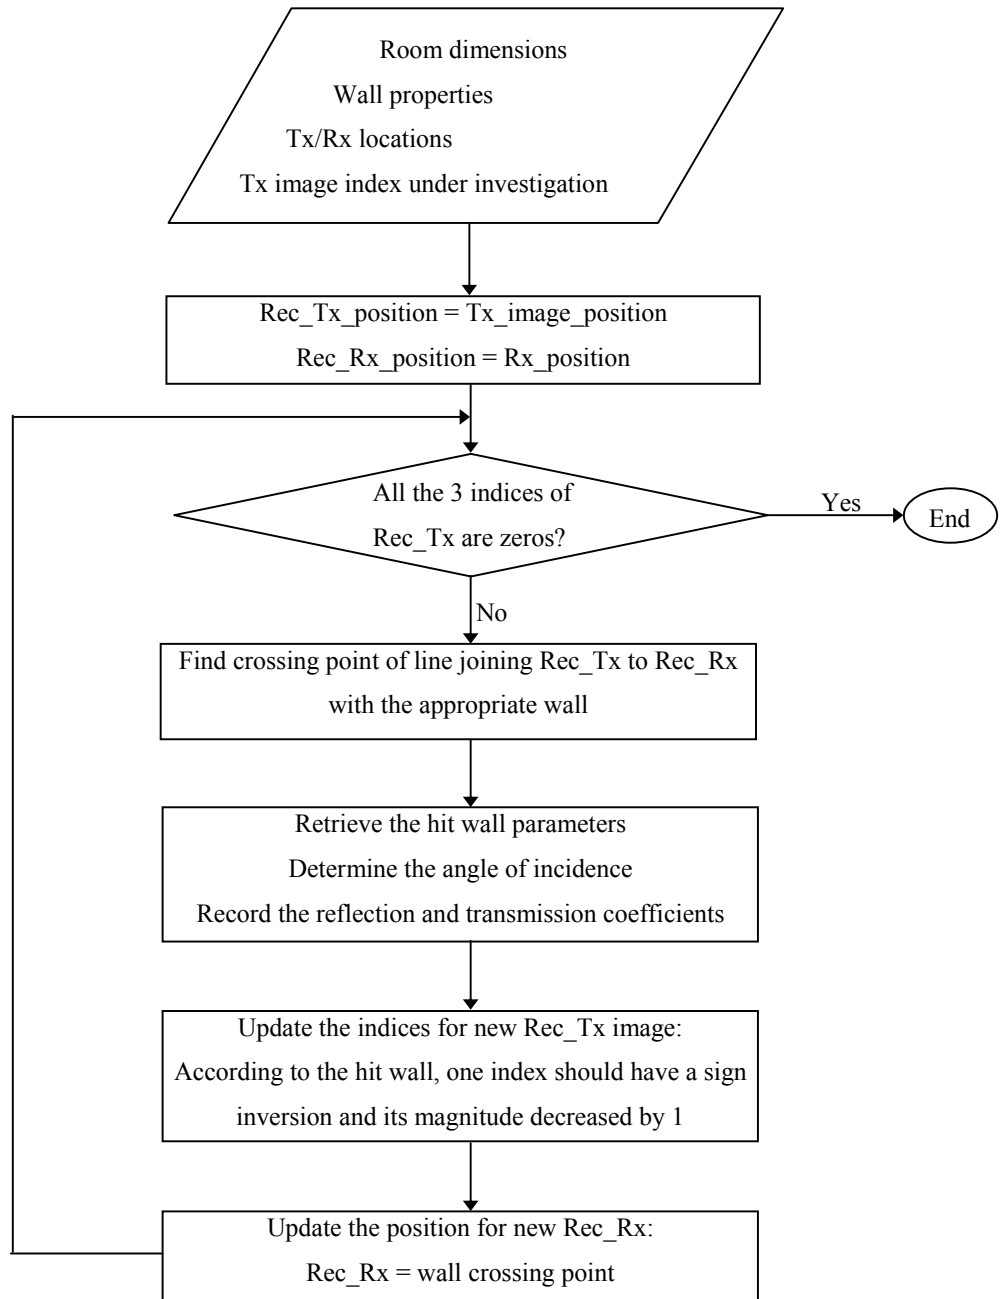 Room dimensions
Wall properties
Tx/Rx locations
Tx image index under investigation
Rec_Tx_position = Tx_image_position
Rec_Rx_position = Rx_position
All the 3 indices of
Rec_Tx are zeros?
Yes
End
No
Find crossing point of line joining Rec_Tx to Rec_Rx
with the appropriate wall
Retrieve the hit wall parameters
Determine the angle of incidence
Record the reflection and transmission coefficients
Update the indices for new Rec_Tx image:
According to the hit wall, one index should have a sign
inversion and its magnitude decreased by 1
Update the position for new Rec_Rx:
Rec_Rx = wall crossing point